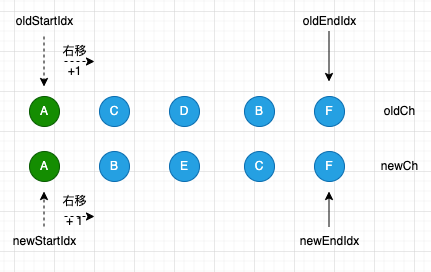 oldStartIdx oldEndIdx
右移
+1
A C D B F oldCh
A B E C F newCh
右移
+ 1
newStartIdx newEndIdx